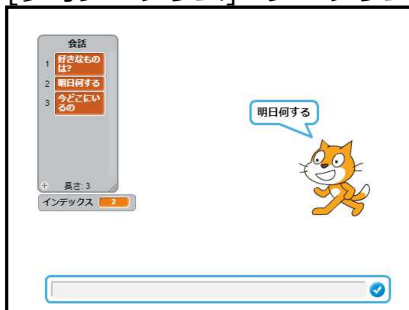 会話
1 好きなもの
は?
2 明日何する
3 今どこにい
るの
+ 長さ: 3
インデックス 2
明日何する